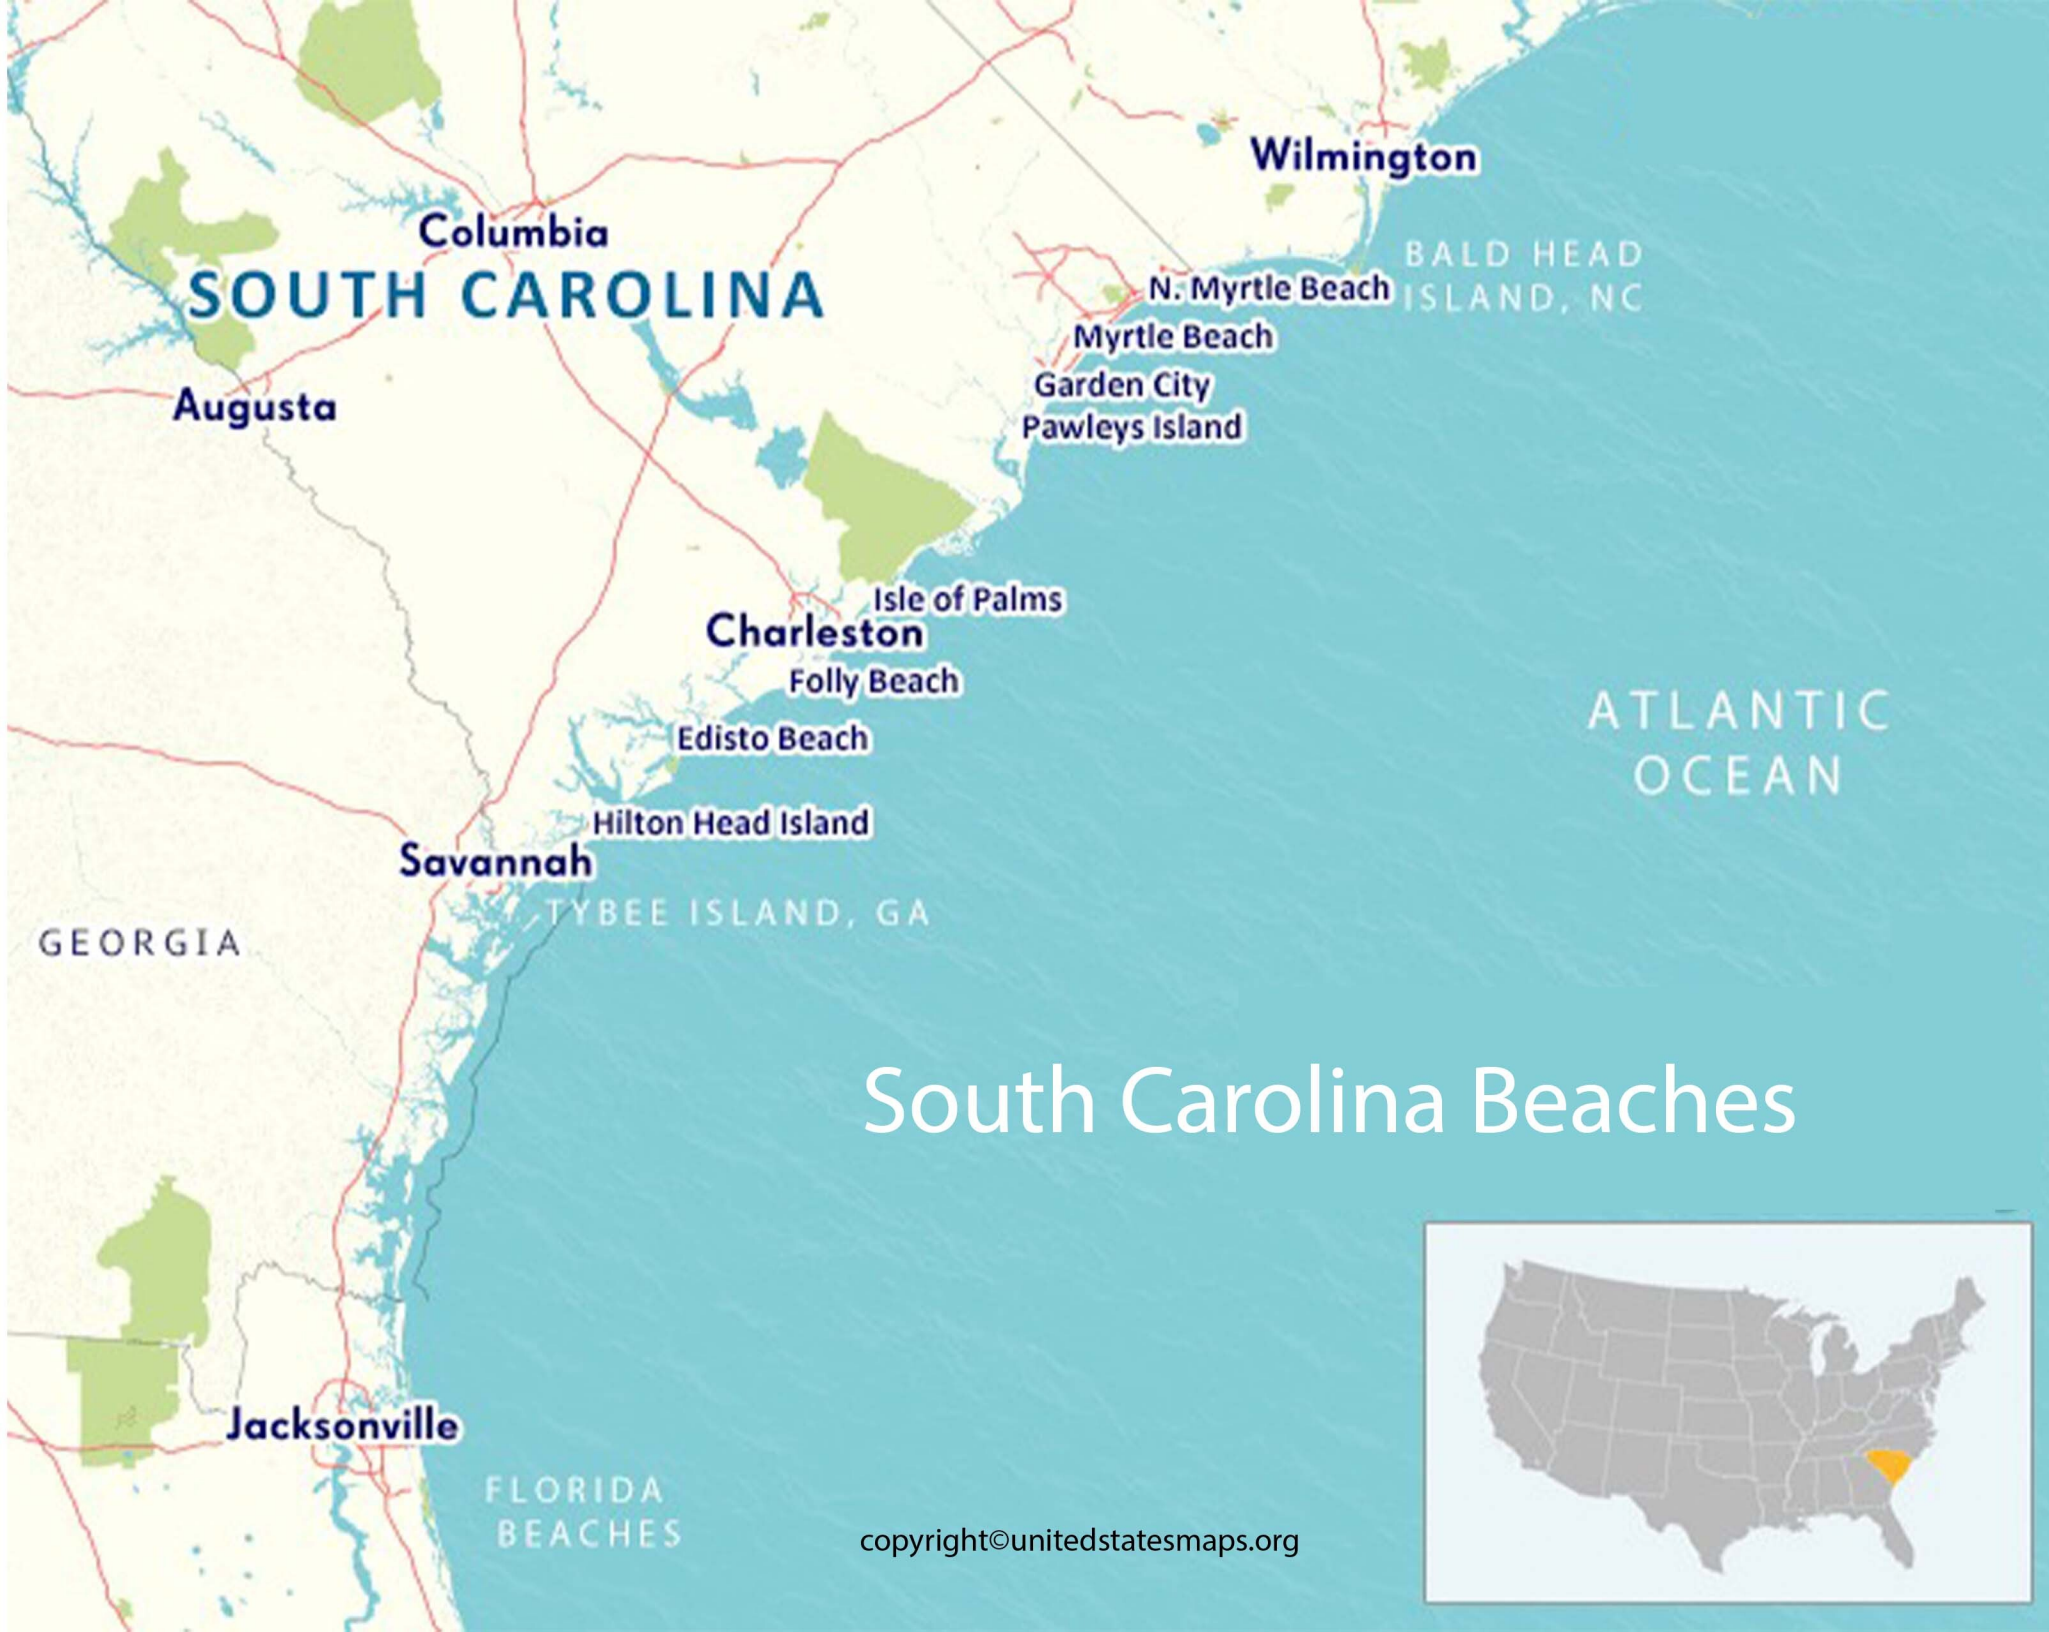 Wilmington
Columbia
BALD HEAD
ISLAND, NC
SOUTH CAROLINA
N. Myrtle Beach
Myrtle Beach
Garden City
Augusta
Pawleys Island
Isle of Palms
Charleston
Folly Beach
ATLANTIC
OCEAN
Edisto Beach
Hilton Head Island
Savannah
TYBEE ISLAND, GA
GEORGIA
South Carolina Beaches
Jacksonville
FLORIDA
BEACHES
copyright©unitedstatesmaps.org